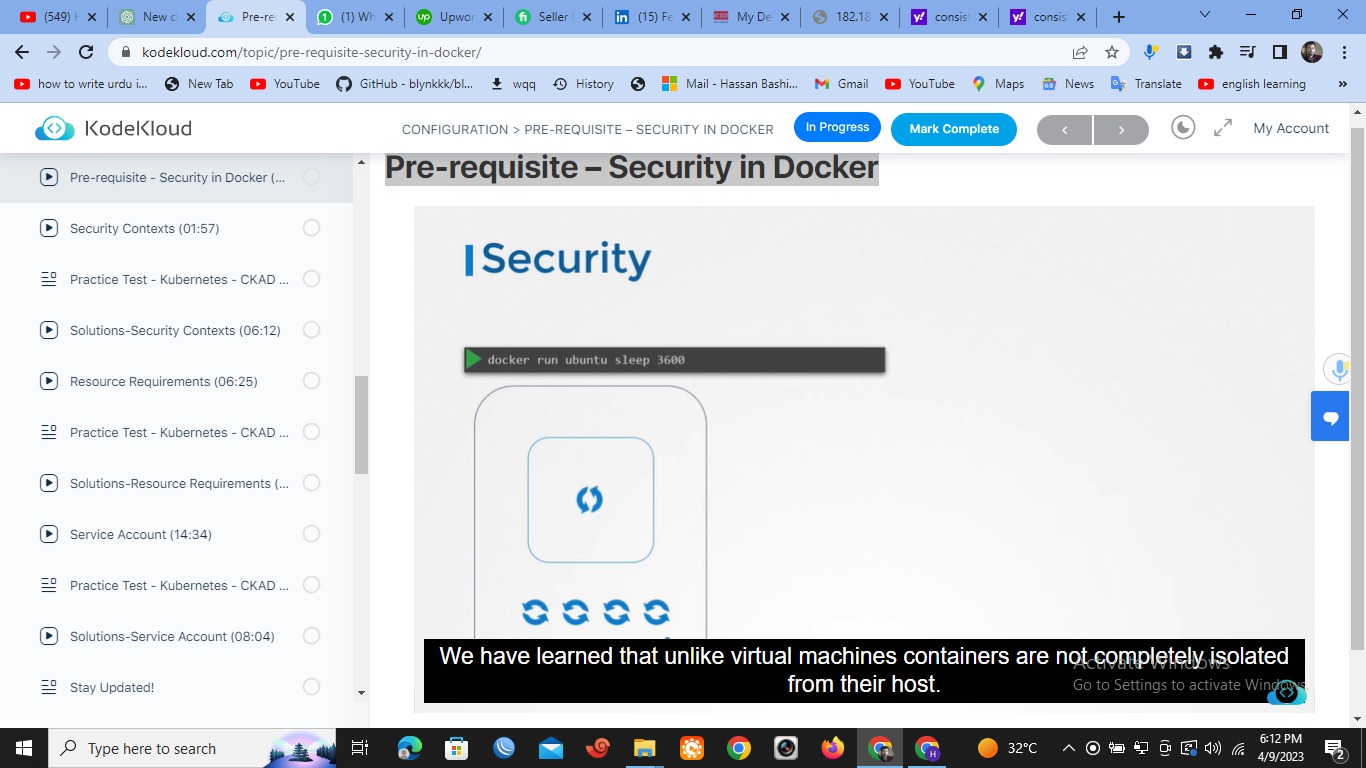 (549) H
New cl
Pre-req
(1) Wh
Upwor
Seller
(15) Fe
My De
182.18
consist
consis
kodekloud.com/topic/pre-requisite-security-in-docker/
how to write urdu i...
New Tab
YouTube
GitHub - blynkkk/bl...
wqq
History
Mail - Hassan Bashi...
Gmail
YouTube
Maps
News
Translate
english learning
»
KodeKloud
CONFIGURATION > PRE-REQUISITE – SECURITY IN DOCKER
In Progress
Mark Complete
<
>
My Account
Pre-requisite - Security in Docker (...
Security Contexts (01:57)
Practice Test - Kubernetes - CKAD ...
Solutions-Security Contexts (06:12)
Resource Requirements (06:25)
Practice Test - Kubernetes - CKAD ...
Solutions-Resource Requirements (...
Service Account (14:34)
Practice Test - Kubernetes - CKAD ...
Solutions-Service Account (08:04)
Stay Updated!
Pre-requisite – Security in Docker
Security
docker run ubuntu sleep 3600
We have learned that unlike virtual machines containers are not completely isolated
from their host.
Activate Windows
Go to Settings to activate Windows.
Type here to search
32°C
6:12 PM
4/9/2023
2